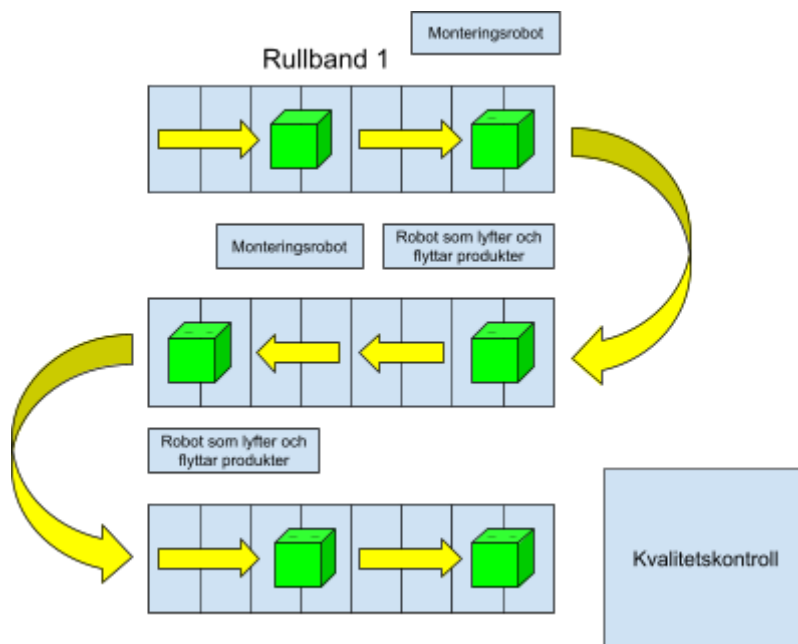 Monteringsrobot
Rullband 1
Monteringsrobot
Robot som lyfter och
flyttar produkter
Robot som lyfter och
flyttar produkter
Kvalitetskontroll